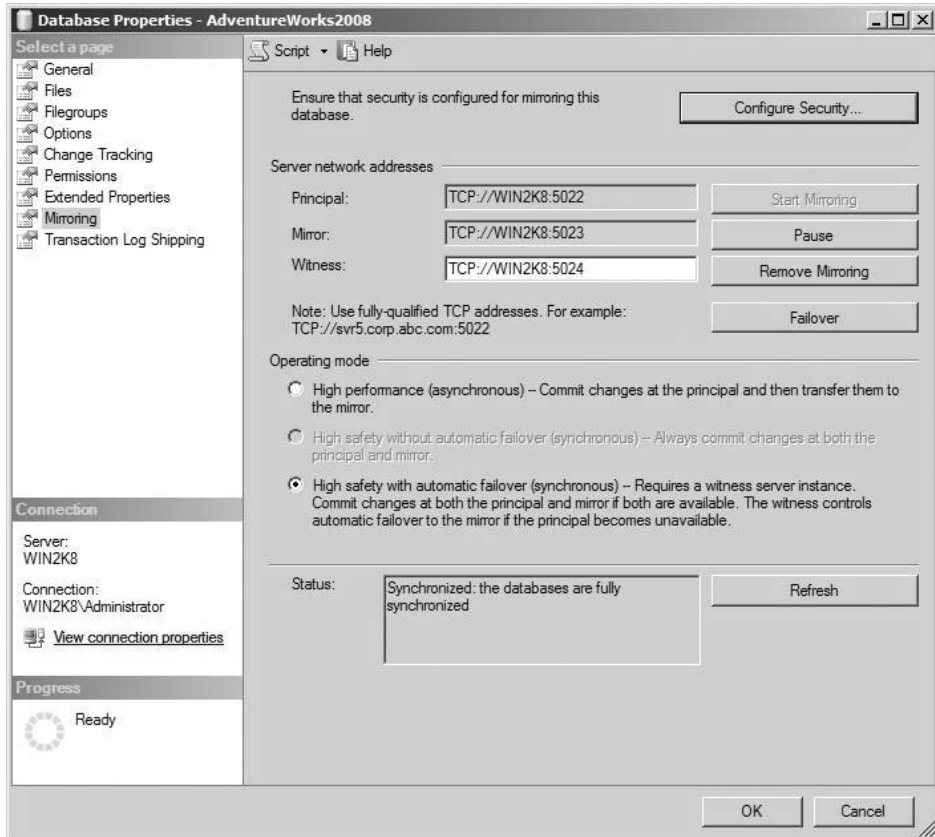 Database Properties - AdventureWorks2008
Select a page
General
Files
Filegroups
Options
Change Tracking
Permissions
Extended Properties
Mirroring
Transaction Log Shipping
Connection
Server:
WIN2K8
Connection:
WIN2K8\Administrator
View connection properties
Progress
Ready
Script
Help
Ensure that security is configured for mirroring this
database.
Configure Security...
Server network addresses
Principal:
TCP://WIN2K8:5022
Start Mirroring
Mirror:
TCP://WIN2K8:5023
Pause
Witness:
TCP://WIN2K8:5024
Remove Mirroring
Note: Use fully-qualified TCP addresses. For example:
TCP://svr5.corp.abc.com:5022
Failover
Operating mode
High performance (asynchronous) – Commit changes at the principal and then transfer them to
the mirror.
High safety without automatic failover (synchronous) – Always commit changes at both the
principal and mirror.
High safety with automatic failover (synchronous) – Requires a witness server instance.
Commit changes at both the principal and mirror if both are available. The witness controls
automatic failover to the mirror if the principal becomes unavailable.
Status:
Synchronized: the databases are fully
synchronized
Refresh
OK
Cancel